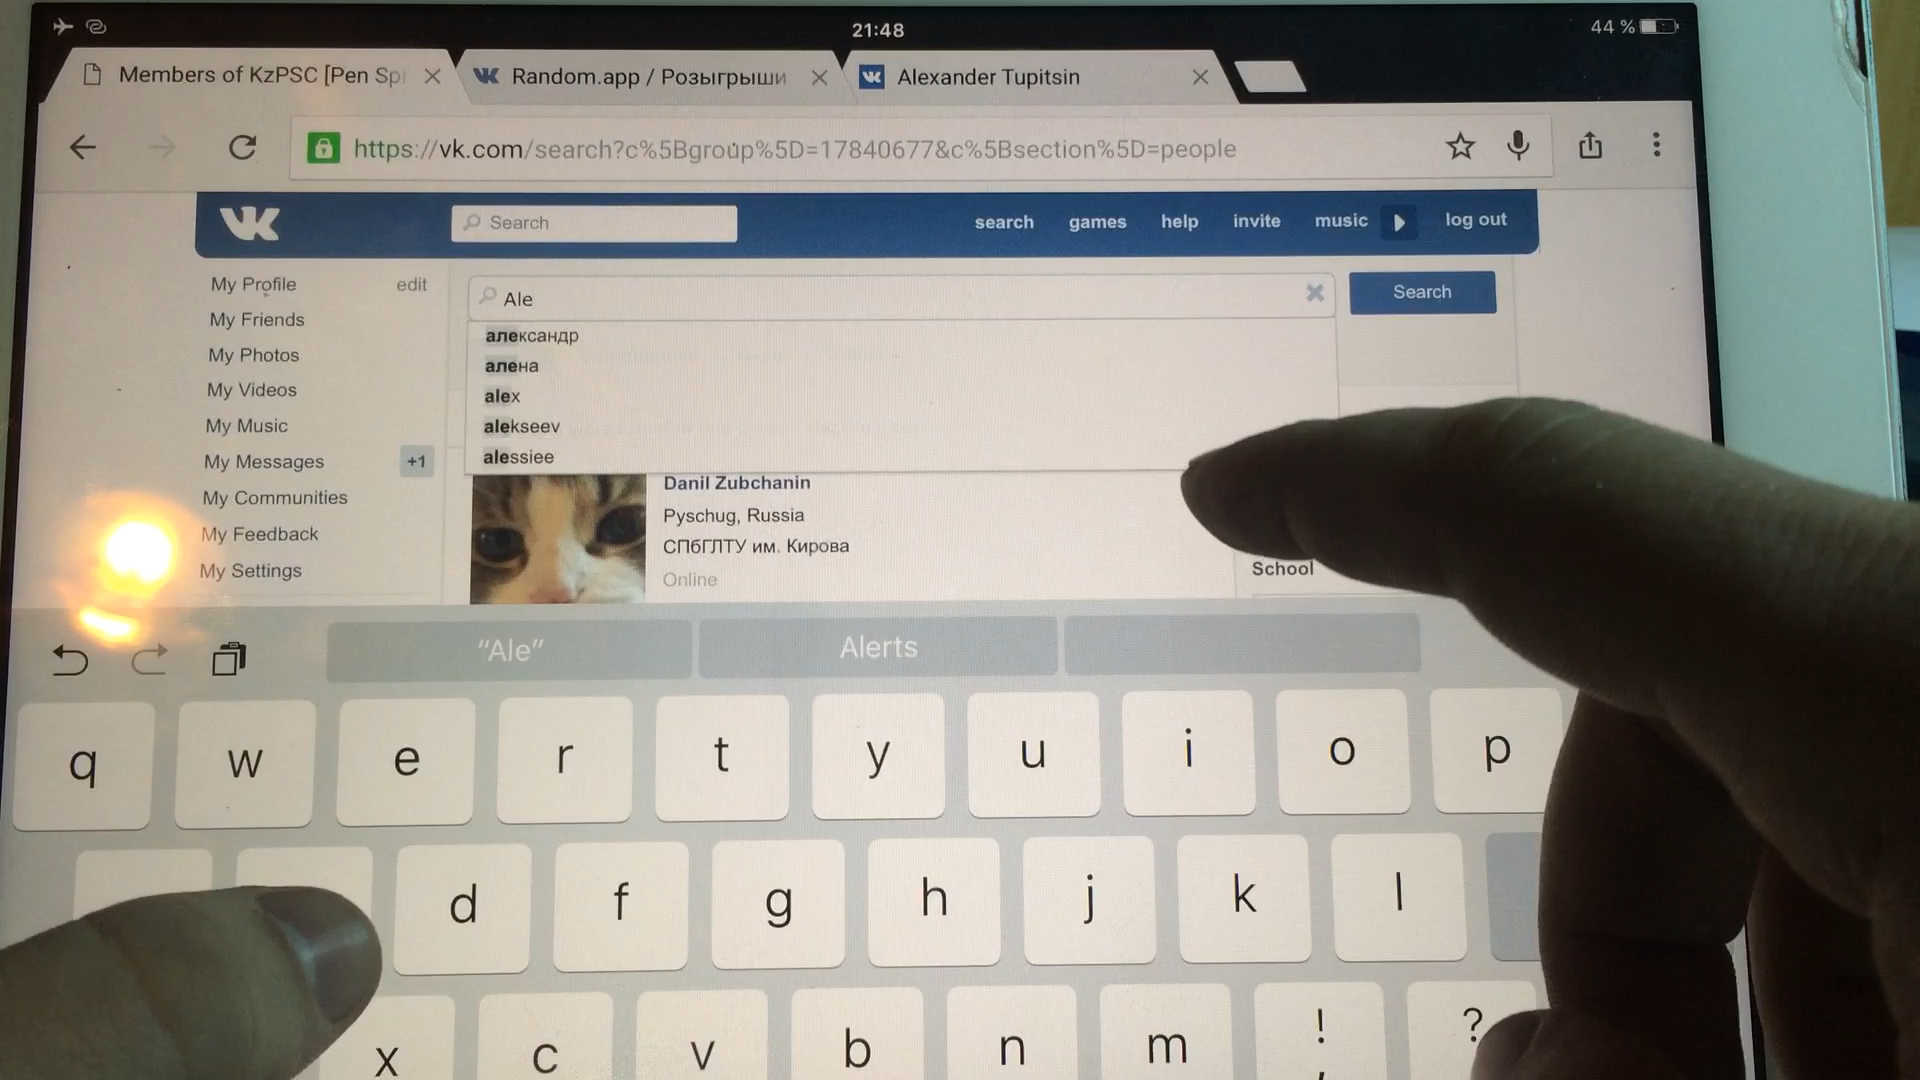 21:48
44 %
Members of KzPSC [Pen Spi
Random.app / Розыгрыши
Alexander Tupitsin
https://vk.com/search?c%5Bgroup%5D=17840677&c%5Bsection%5D=people
Search
search
games
help
invite
music
log out
My Profile
edit
My Friends
My Photos
My Videos
My Music
My Messages
+1
My Communities
My Feedback
My Settings
Ale
Search
александр
алена
alex
alekseev
alessiee
Danil Zubchanin
Pyschug, Russia
СПбГЛТУ им. Кирова
Online
School
"Ale"
Alerts
q w e r t y u i o p
d f g h j k l
x c v b n m ! ?